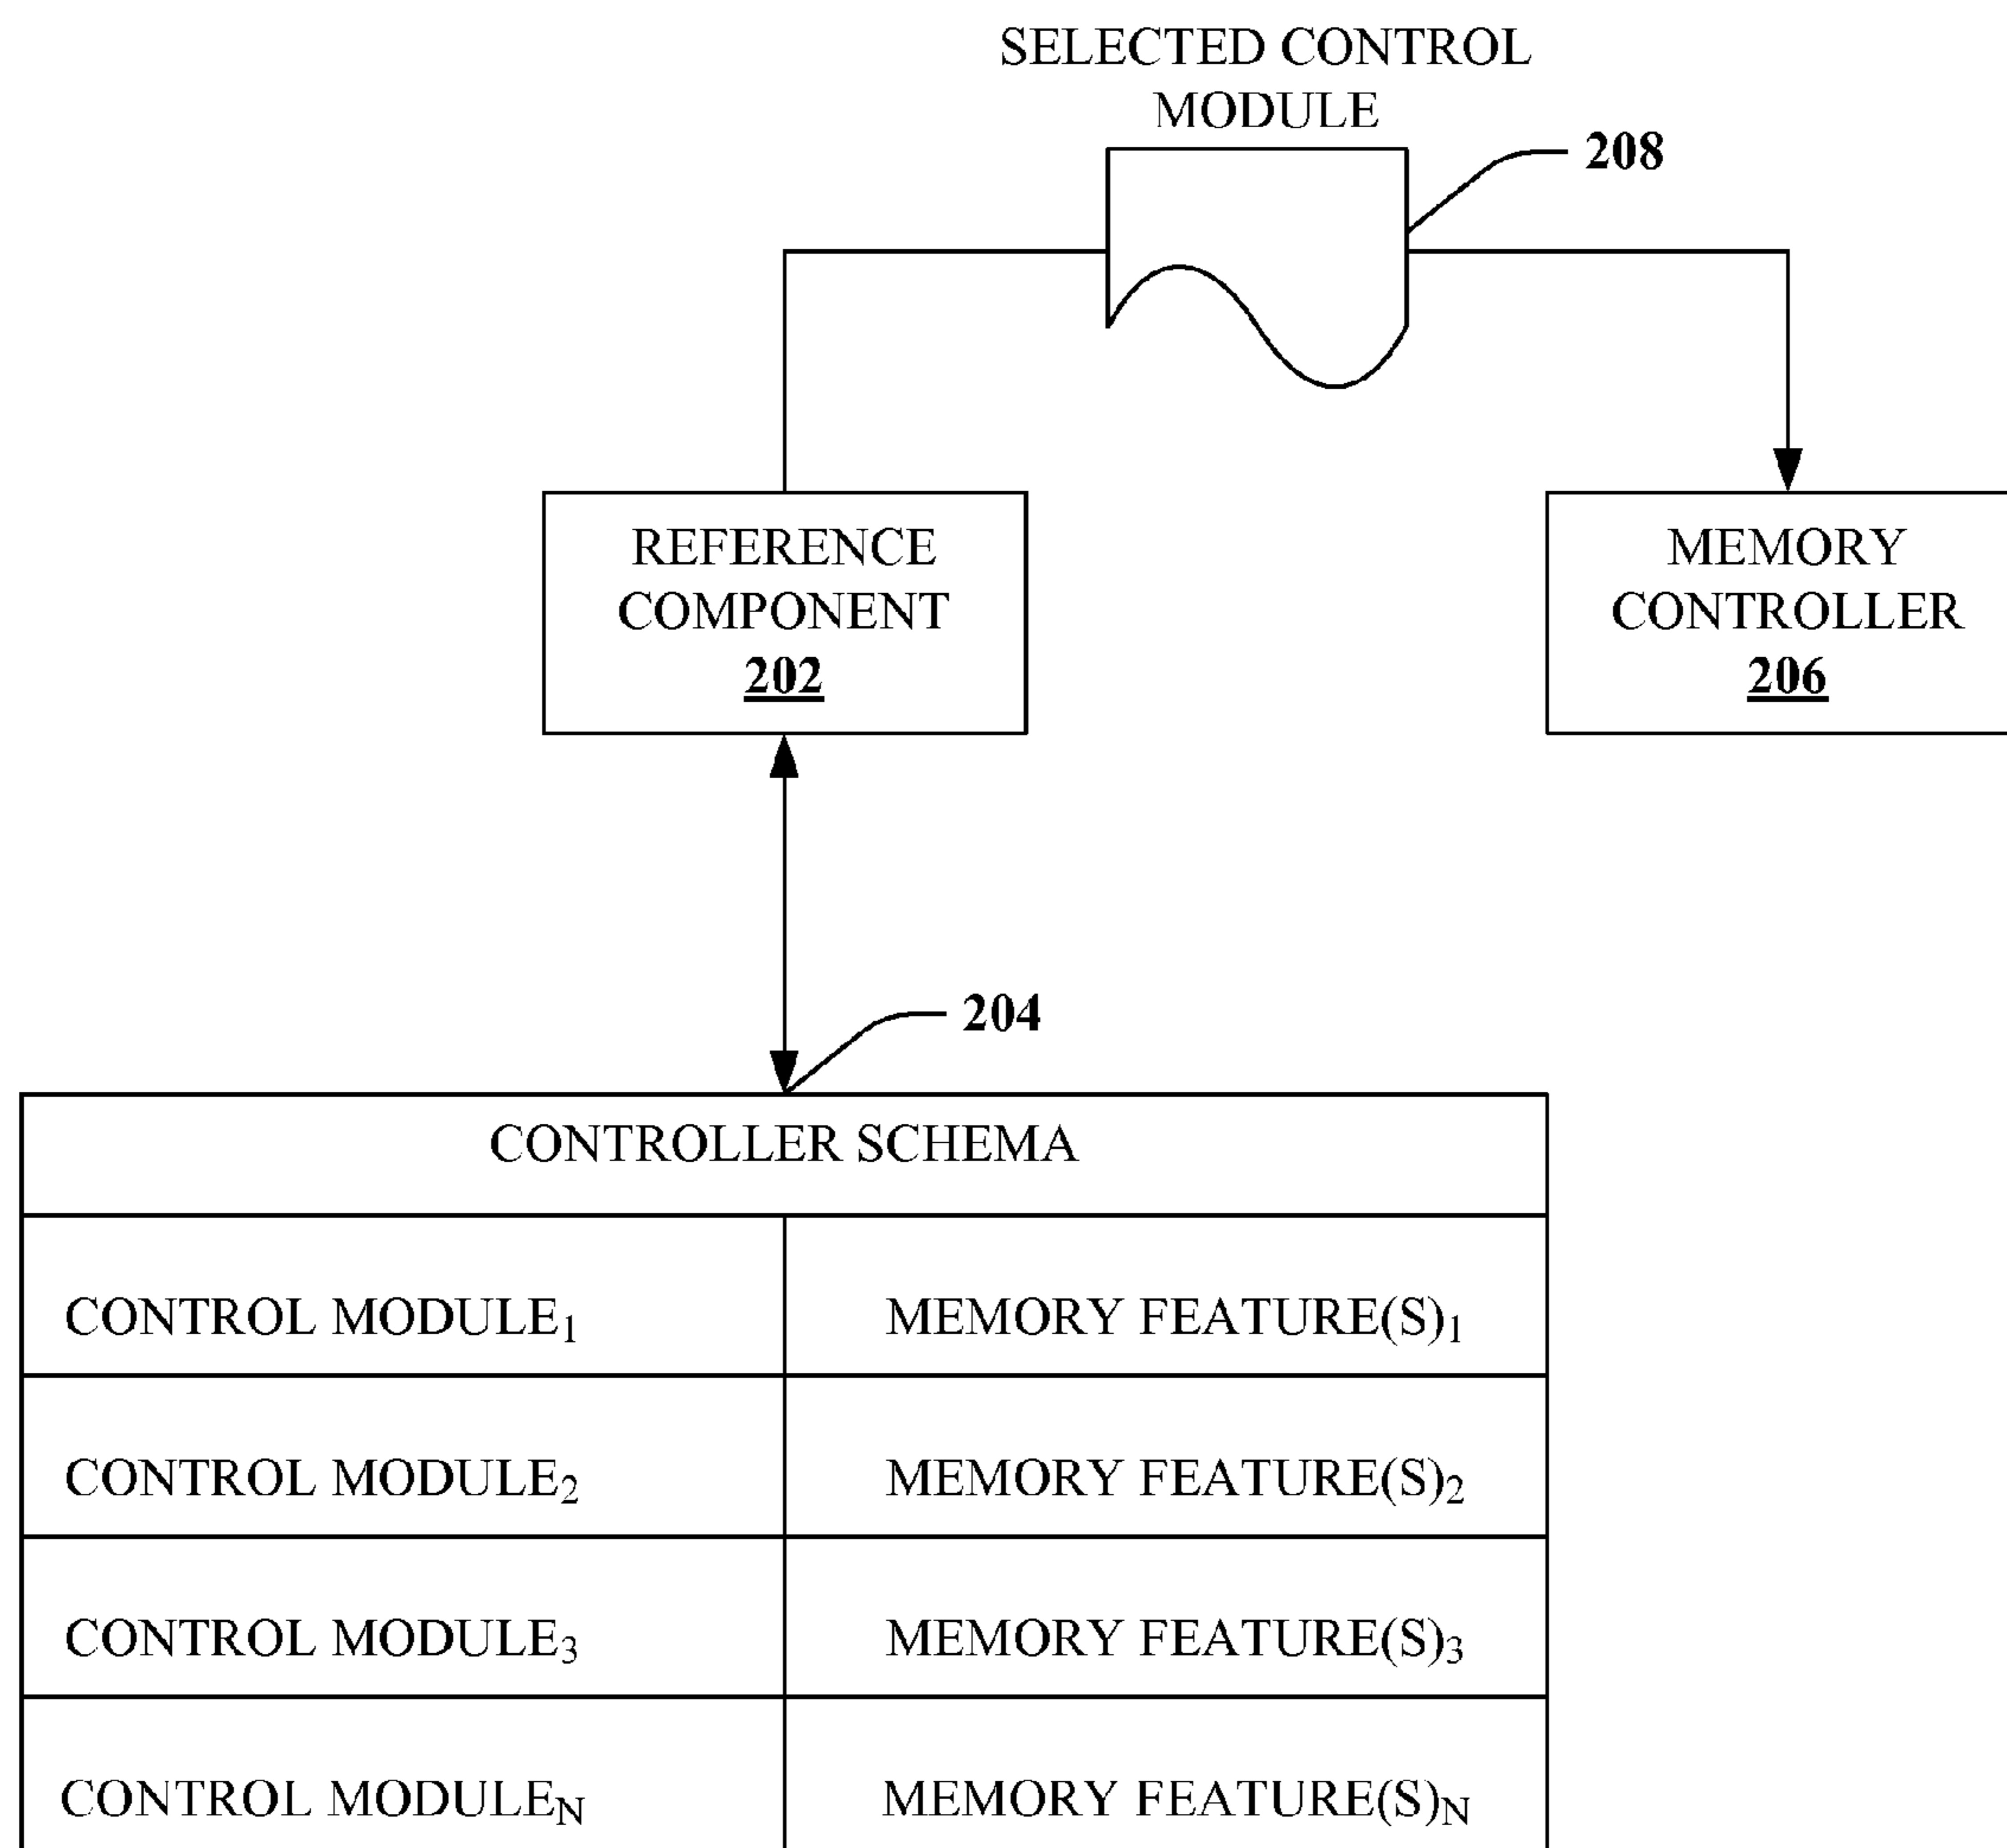 SELECTED CONTROL
MODULE
208
REFERENCE
COMPONENT
202
MEMORY
CONTROLLER
206
204
CONTROLLER SCHEMA
CONTROL MODULE1 MEMORY FEATURE(S)1
CONTROL MODULE2 MEMORY FEATURE(S)2
CONTROL MODULE3 MEMORY FEATURE(S)3
CONTROL MODULEN MEMORY FEATURE(S)N